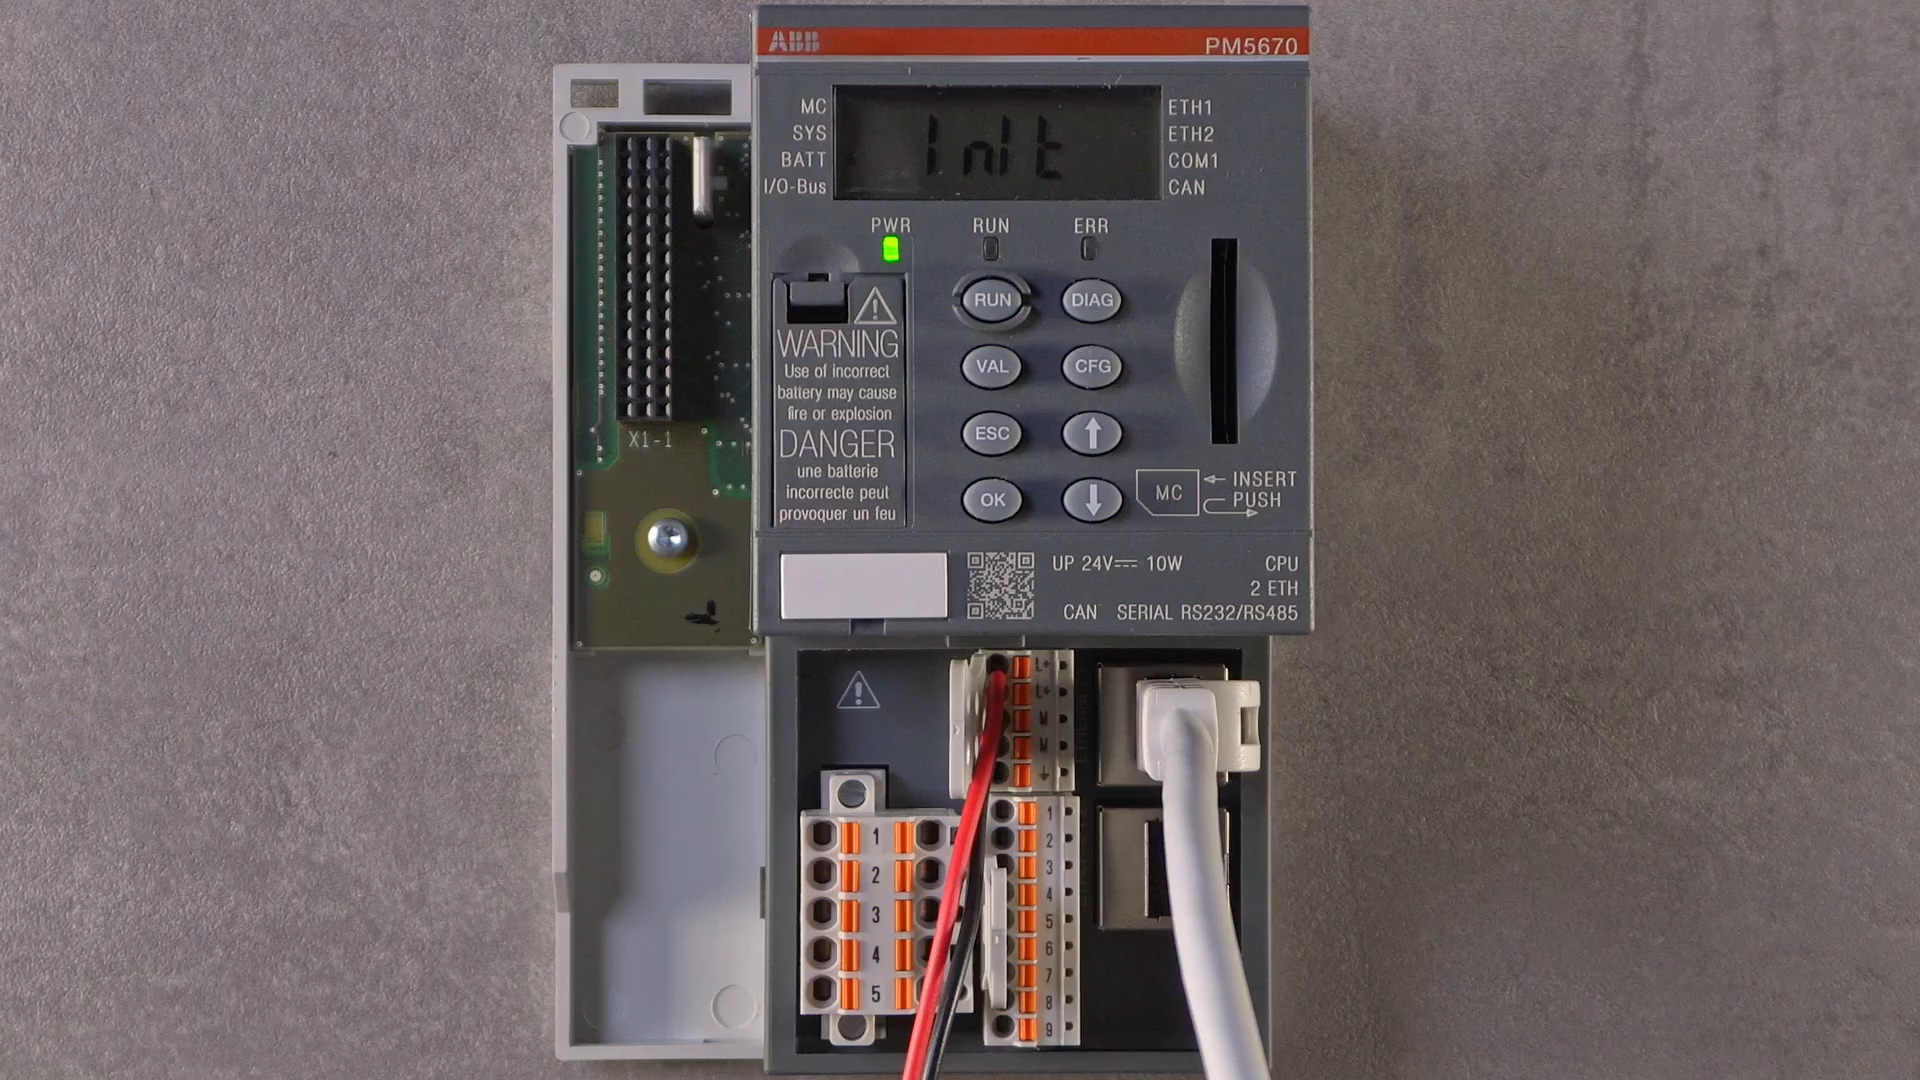 ABB
PM5670
MC
SYS
BATT
I/O-Bus
InIt
ETH1
ETH2
COM1
CAN
PWR
RUN
ERR
RUN
DIAG
VAL
CFG
ESC
OK
WARNING
Use of incorrect
battery may cause
fire or explosion
DANGER
une batterie
incorrecte peut
provoquer un feu
MC
INSERT
PUSH
X1-1
UP 24V 10W
CPU
2 ETH
CAN SERIAL RS232/RS485
L+
L+
M
M
1
2
3
4
5
1
2
3
4
5
6
7
8
9